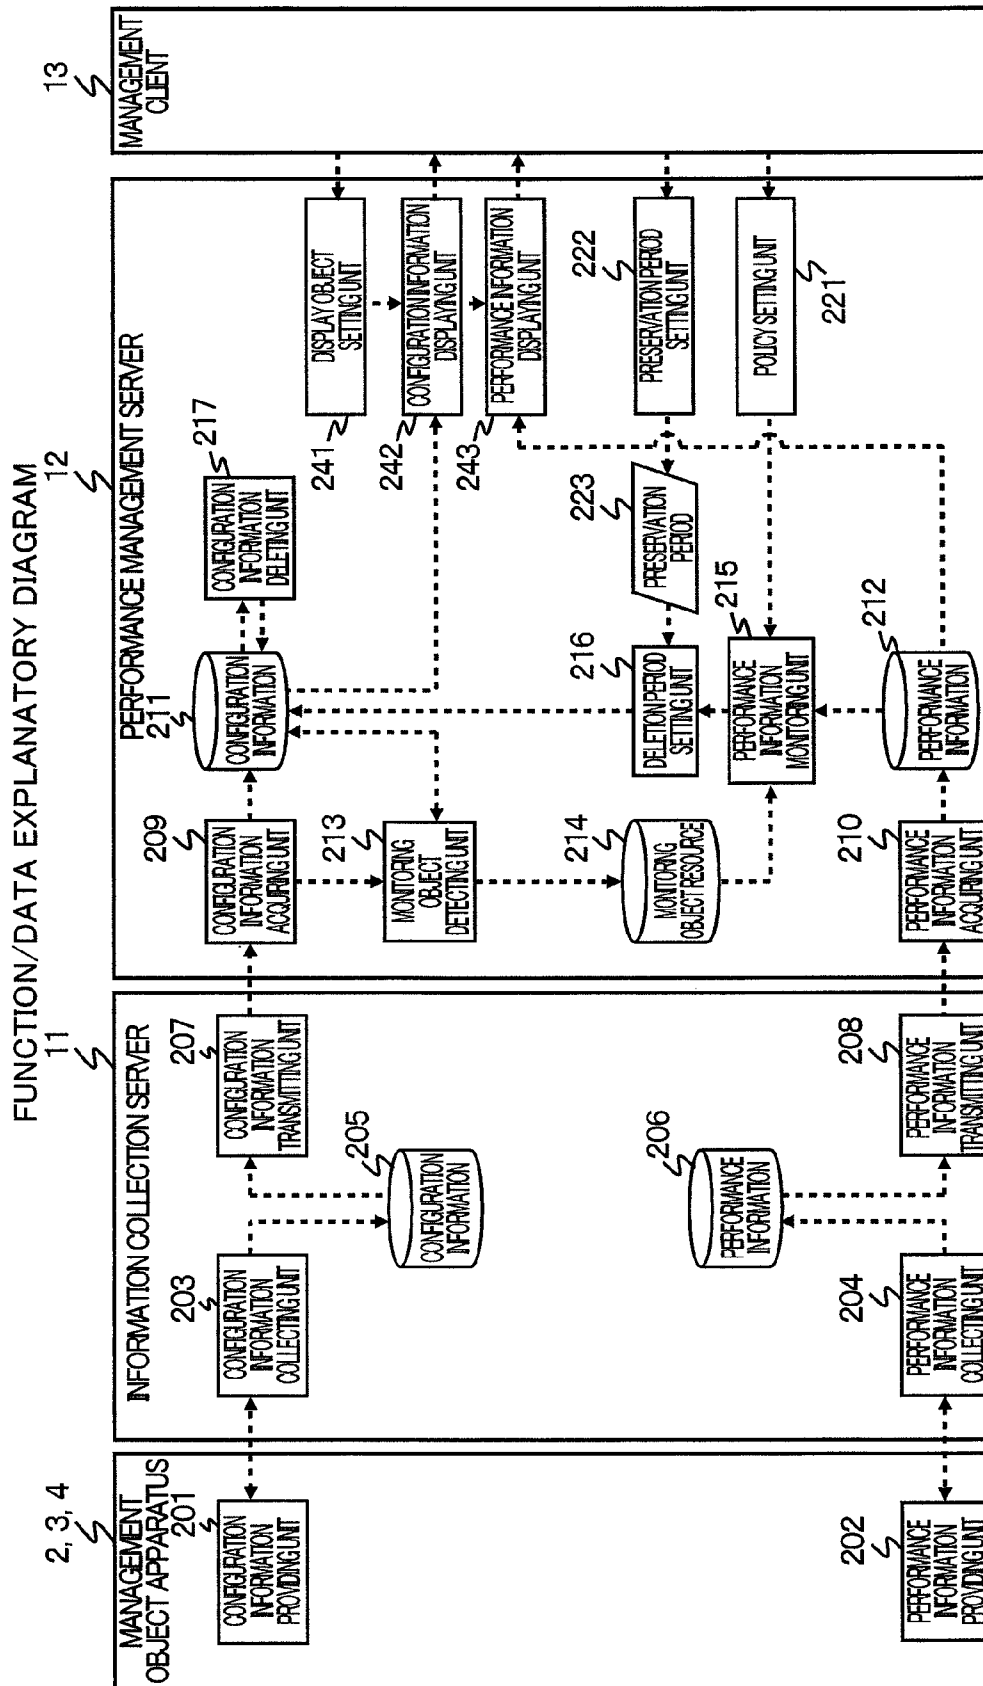 FUNCTION/DATA EXPLANATORY DIAGRAM
2, 3, 4
MANAGEMENT
OBJECT APPARATUS
201
CONFIGURATION
INFORMATION
PROVIDING UNIT
202
PERFORMANCE
INFORMATION
PROVIDING UNIT
11
INFORMATION COLLECTION SERVER
203
CONFIGURATION
INFORMATION
COLLECTING UNIT
207
CONFIGURATION
INFORMATION
TRANSMITTING UNIT
205
CONFIGURATION
INFORMATION
206
PERFORMANCE
INFORMATION
204
PERFORMANCE
INFORMATION
COLLECTING UNIT
208
PERFORMANCE
INFORMATION
TRANSMITTING UNIT
12
PERFORMANCE MANAGEMENT SERVER
209
CONFIGURATION
INFORMATION
ACQUIRING UNIT
211
CONFIGURATION
INFORMATION
217
CONFIGURATION
INFORMATION
DELETING UNIT
213
MONITORING
OBJECT
DETECTING UNIT
214
MONITORING
OBJECT RESOURCE
216
DELETION PERIOD
SETTING UNIT
223
PRESERVATION
PERIOD
215
PERFORMANCE
INFORMATION
MONITORING UNIT
210
PERFORMANCE
INFORMATION
ACQUIRING UNIT
212
PERFORMANCE
INFORMATION
241
DISPLAY OBJECT
SETTING UNIT
242
CONFIGURATION INFORMATION
DISPLAYING UNIT
243
PERFORMANCE INFORMATION
DISPLAYING UNIT
222
PRESERVATION PERIOD
SETTING UNIT
POLICY SETTING UNIT
221
13
MANAGEMENT
CLIENT